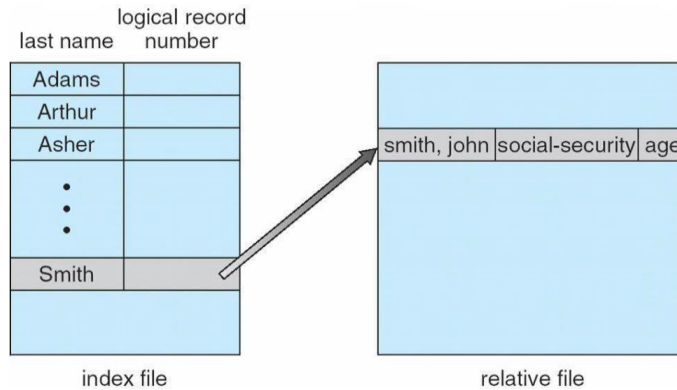 logical record
last name number
Adams
Arthur
Asher
Smith
smith, john social-security age
index file relative file